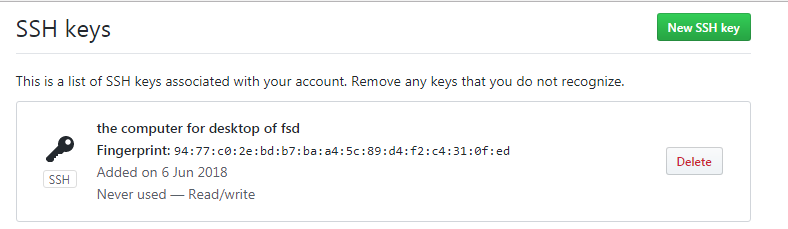 SSH keys
New SSH key
This is a list of SSH keys associated with your account. Remove any keys that you do not recognize.
the computer for desktop of fsd
Fingerprint: 94:77:c0:2e:bd:b7:ba:a4:5c:89:d4:f2:c4:31:0f:ed
Added on 6 Jun 2018
Never used — Read/write
SSH
Delete